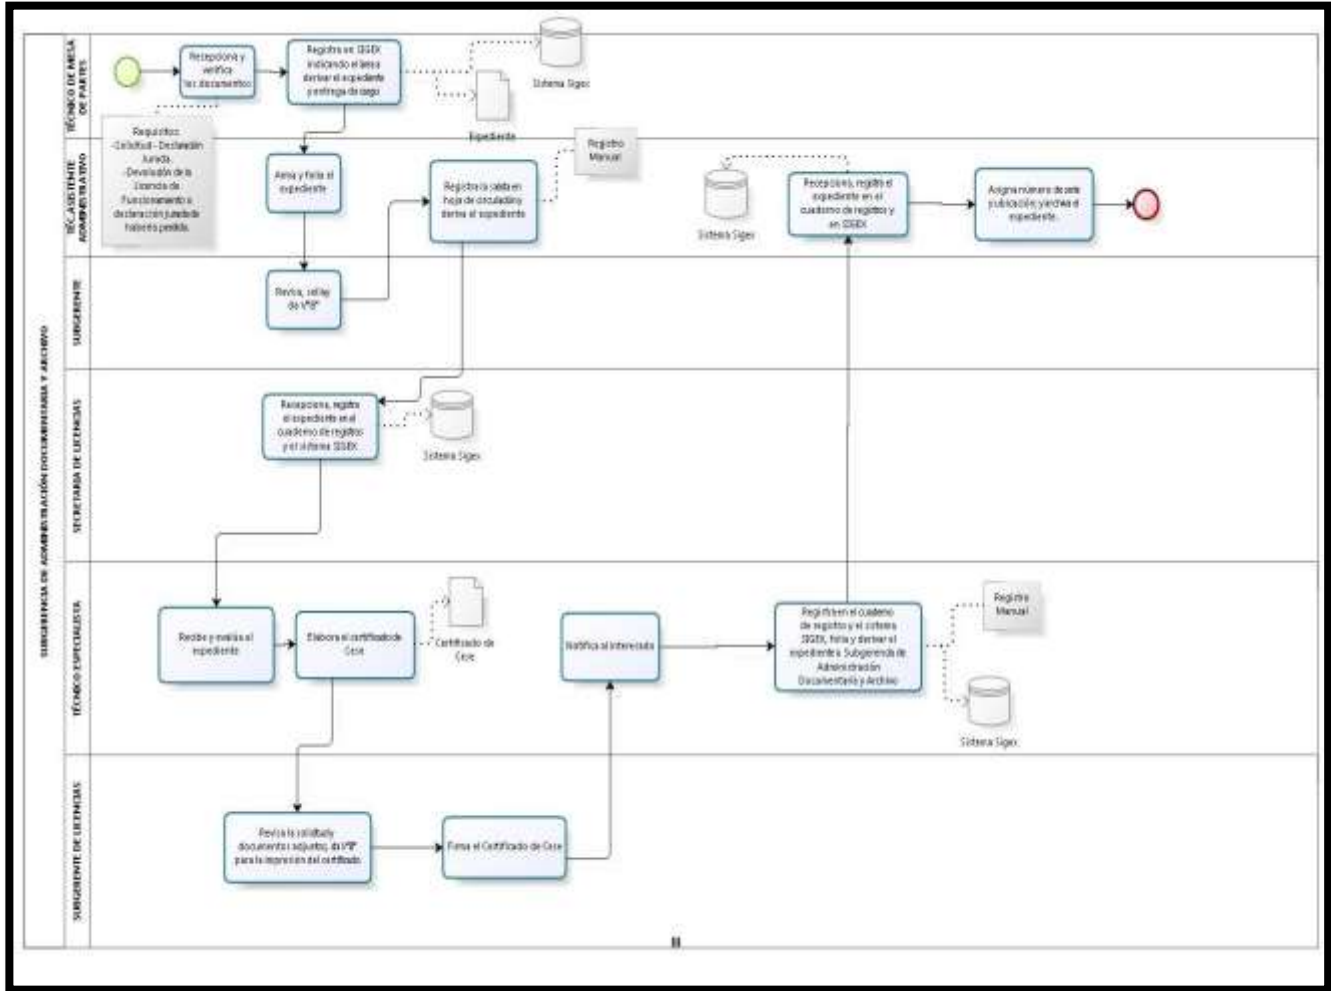 SUBGERENCIA DE ADMINISTRACIÓN DOCUMENTARIA Y ARCHIVO
TÉCNICO DE MESA
DE PARTES
Recepciona y
verifica
los documentos
Registra en SIGEX
indicando el área a
derivar el expediente
y entrega de cargo
Sistema Sigex
Expediente
Requisitos:
-Solicitud - Declaración
Jurada.
-Devolución de la
Licencia de
Funcionamiento o
declaración jurada de
haberlo perdido.
TÉC. ASISTENTE
ADMINISTRATIVO
Arma y folia el
expediente
Registra la salida en
hoja de circulación y
deriva el expediente
Registro
Manual
Sistema Sigex
Recepciona, registra el
expediente en el
cuaderno de registros y
en SIGEX
Asigna número de
y ubicación; y archiva el
expediente.
SUBGERENTE
Revisa, sella y
da V°B°
SECRETARIA DE LICENCIAS
Recepciona, registra
el expediente en el
cuaderno de registros
y el sistema SIGEX
Sistema Sigex
TÉCNICO ESPECIALISTA
Recibe y evalúa el
expediente
Elabora el certificado de
Cese
Certificado de
Cese
Notifica al interesado
Registra en el cuaderno
de registro y el sistema
SIGEX, folia y derivar el
expediente a Subgerencia de
Administración
Documentaria y Archivo
Registro
Manual
Sistema Sigex
SUBGERENTE DE LICENCIAS
Revisa la solicitud y
documentos adjuntos, da V°B°
para la impresión del certificado
Firma el Certificado de Cese